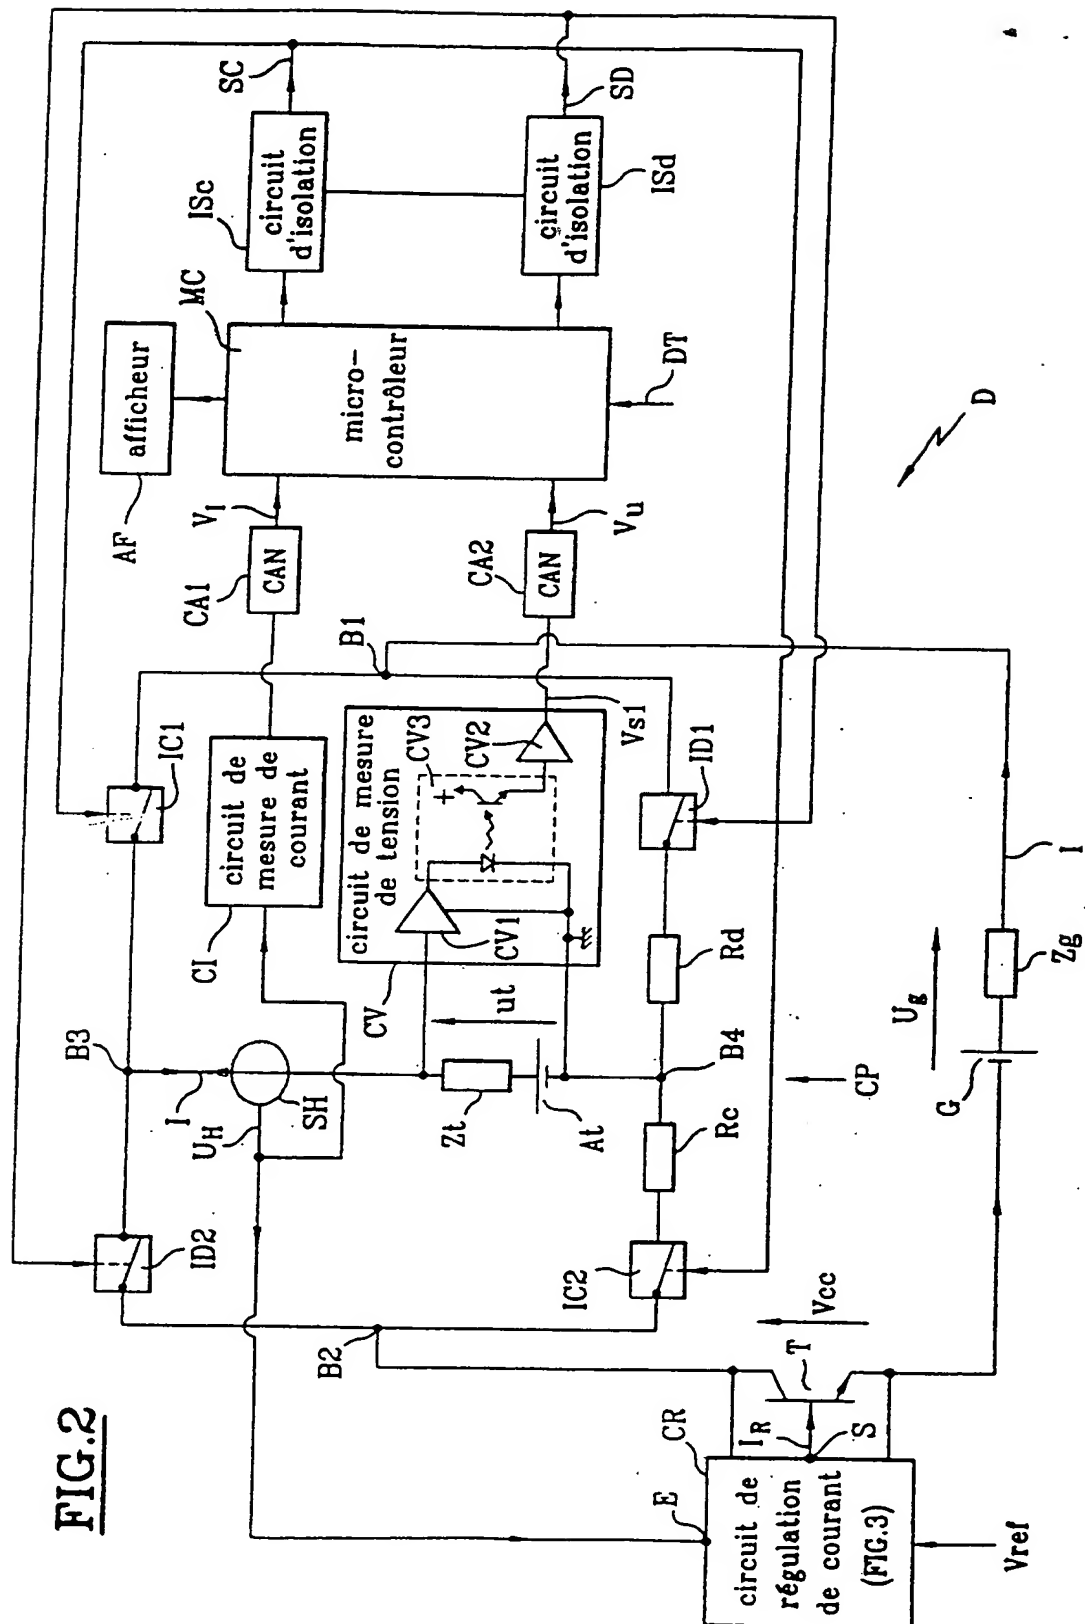 FIG.2
SC
SD
circuit
d'isolation
ISc
circuit
d'isolation
ISd
MC
afficheur
AF
micro-
contrôleur
DT
D
VI
Vu
CA1
CAN
CA2
CAN
B1
IC1
circuit de
mesure de
courant
CI
circuit de mesure
de tension
CV3
CV2
CV1
CV
Vs1
ID1
B3
I
SH
UH
ut
Zt
At
Rd
B4
Rc
CP
Ug
I
Zg
G
ID2
IC2
B2
Vcc
T
CR
IR
S
E
circuit de
régulation
de courant
(FIG.3)
Vref